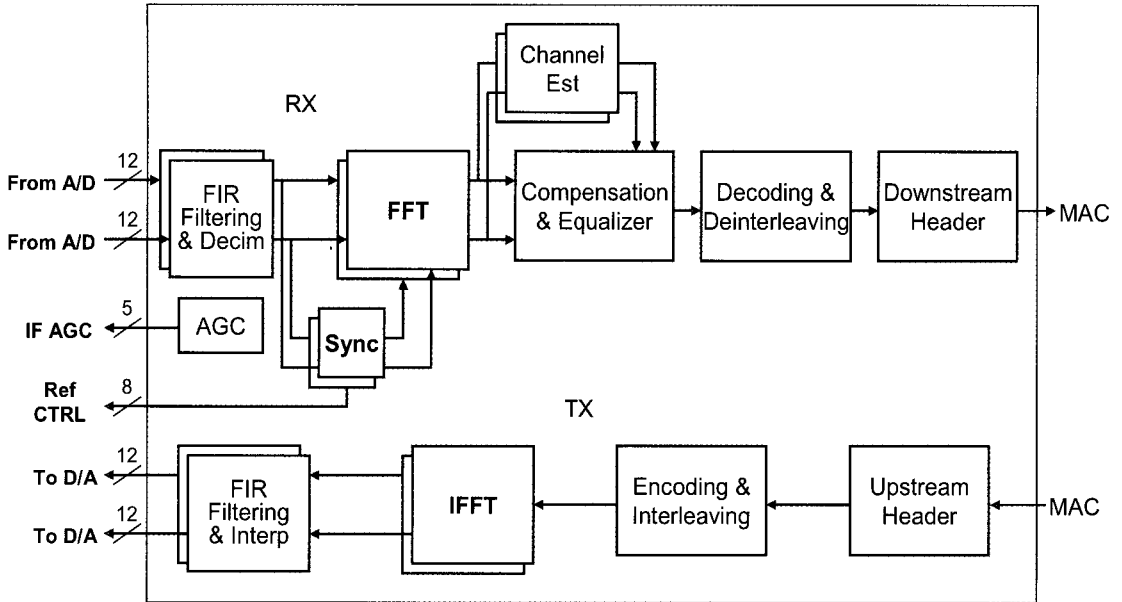 Channel
Est
RX
12
From A/D
12
From A/D
FIR
Filtering
& Decim
FFT
Compensation
& Equalizer
Decoding &
Deinterleaving
Downstream
Header
MAC
5
IF AGC
AGC
Sync
8
Ref
CTRL
TX
12
To D/A
12
To D/A
FIR
Filtering
& Interp
IFFT
Encoding &
Interleaving
Upstream
Header
MAC